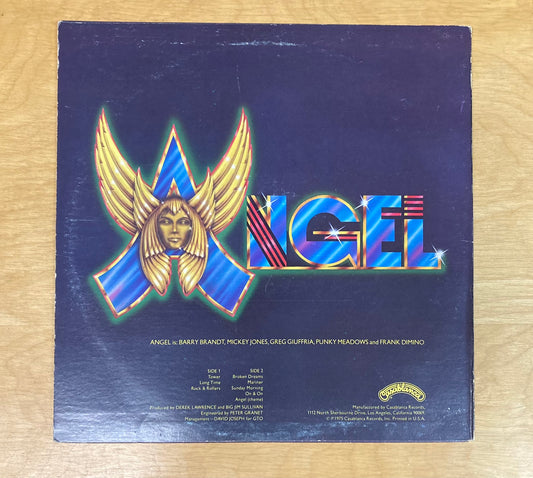 ANGEL
ANGEL is: BARRY BRANDT, MICKEY JONES, GREG GIUFFRIA, PUNKY MEADOWS and FRANK DIMINO
SIDE 1
Tower
Long Time
Rock & Rollers
SIDE 2
Broken Dreams
Mariner
Sunday Morning
On & On
Angel (theme)
Produced by DEREK LAWRENCE and BIG JIM SULLIVAN
Engineered by PETER GRANET
Management - DAVID JOSEPH for GTO
Casablanca
Manufactured by Casablanca Records,
1112 North Sherbourne Drive, Los Angeles, California 90069.
© ℗ 1975 Casablanca Records, Inc. Printed in U.S.A.